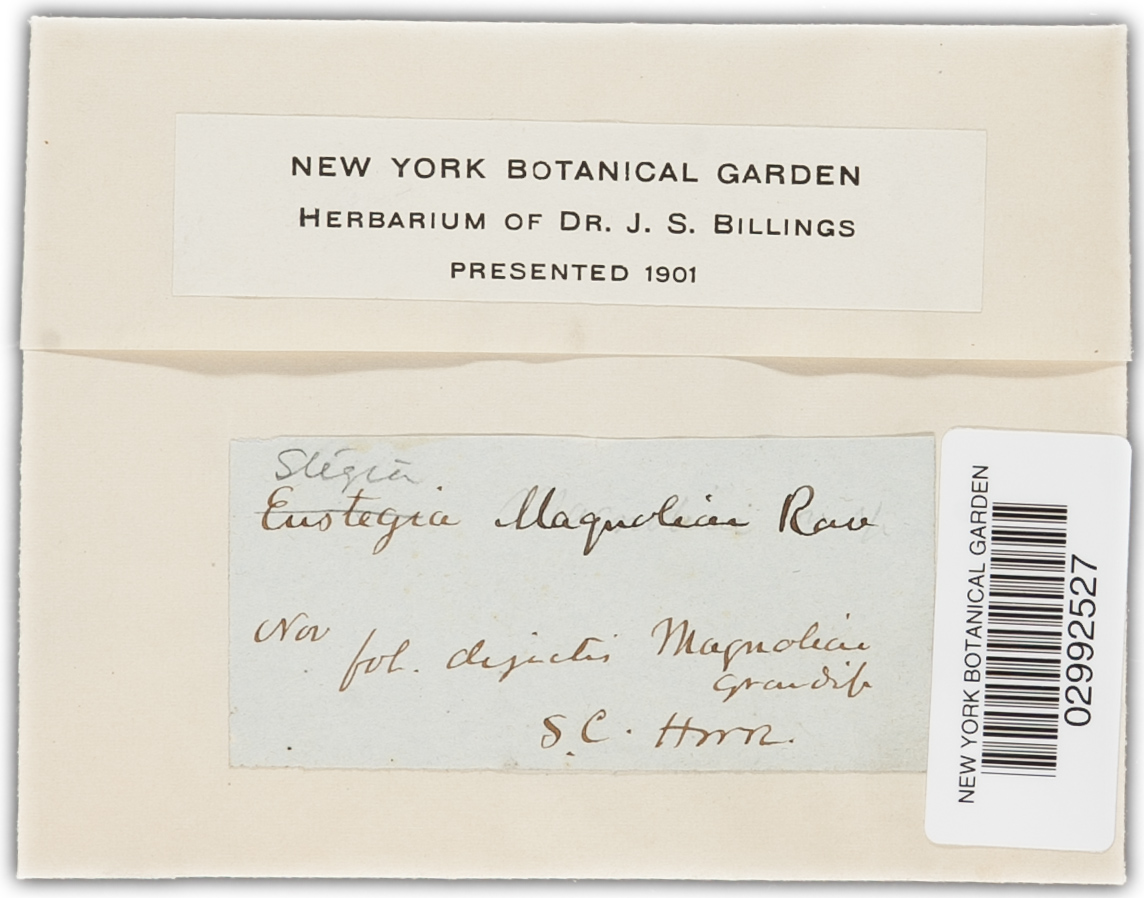 NEW YORK BOTANICAL GARDEN
HERBARIUM OF DR. J. S. BILLINGS
PRESENTED 1901
Stegia
Eustegia Magnoliae Rav
Nov
fol. dejectis Magnoliae
grandif
S.C.
NEW YORK BOTANICAL GARDEN
02992527